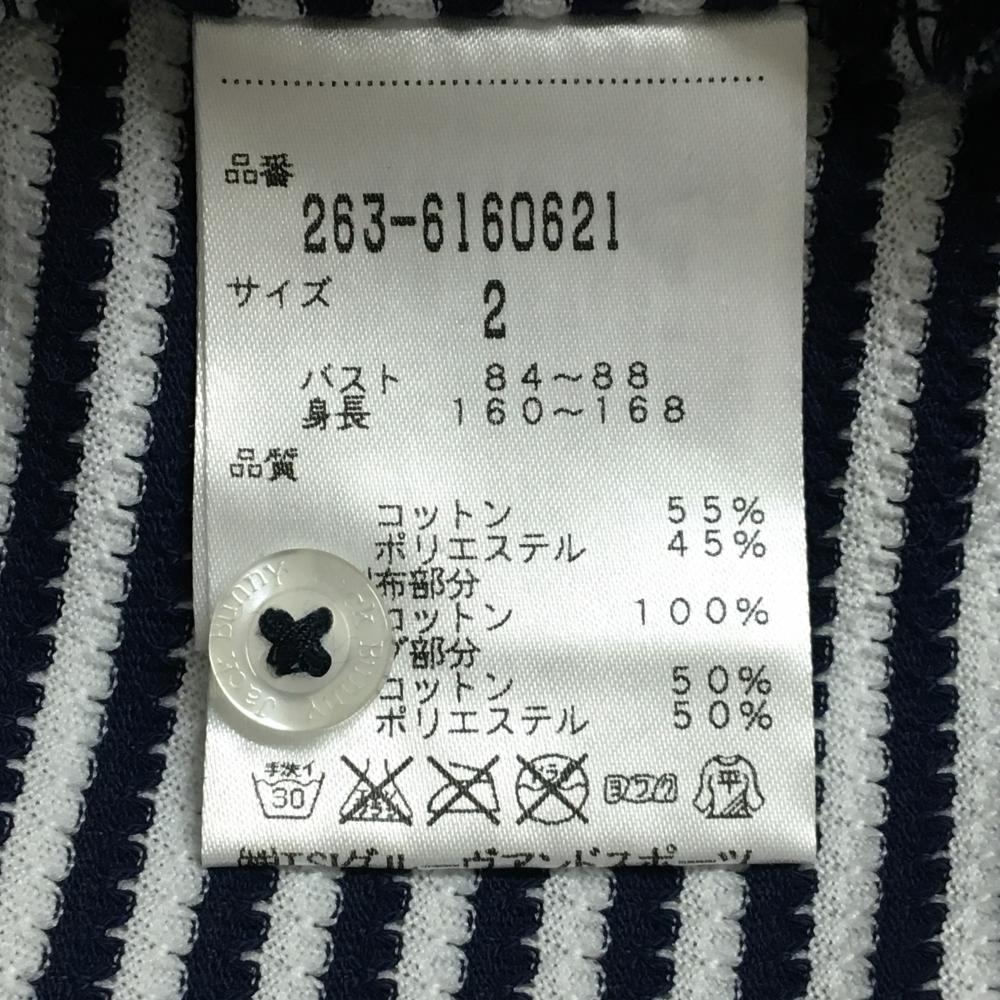 品番
263-6160621
サイズ 2
バスト 84～88
身長 160～168
品質
コットン 55%
ポリエステル 45%
布部分
コットン 100%
部分
コットン 50%
ポリエステル 50%
手洗イ
30
ヨワク
平
㈱TSIグルーヴアンドスポーツ
Jack Bunny